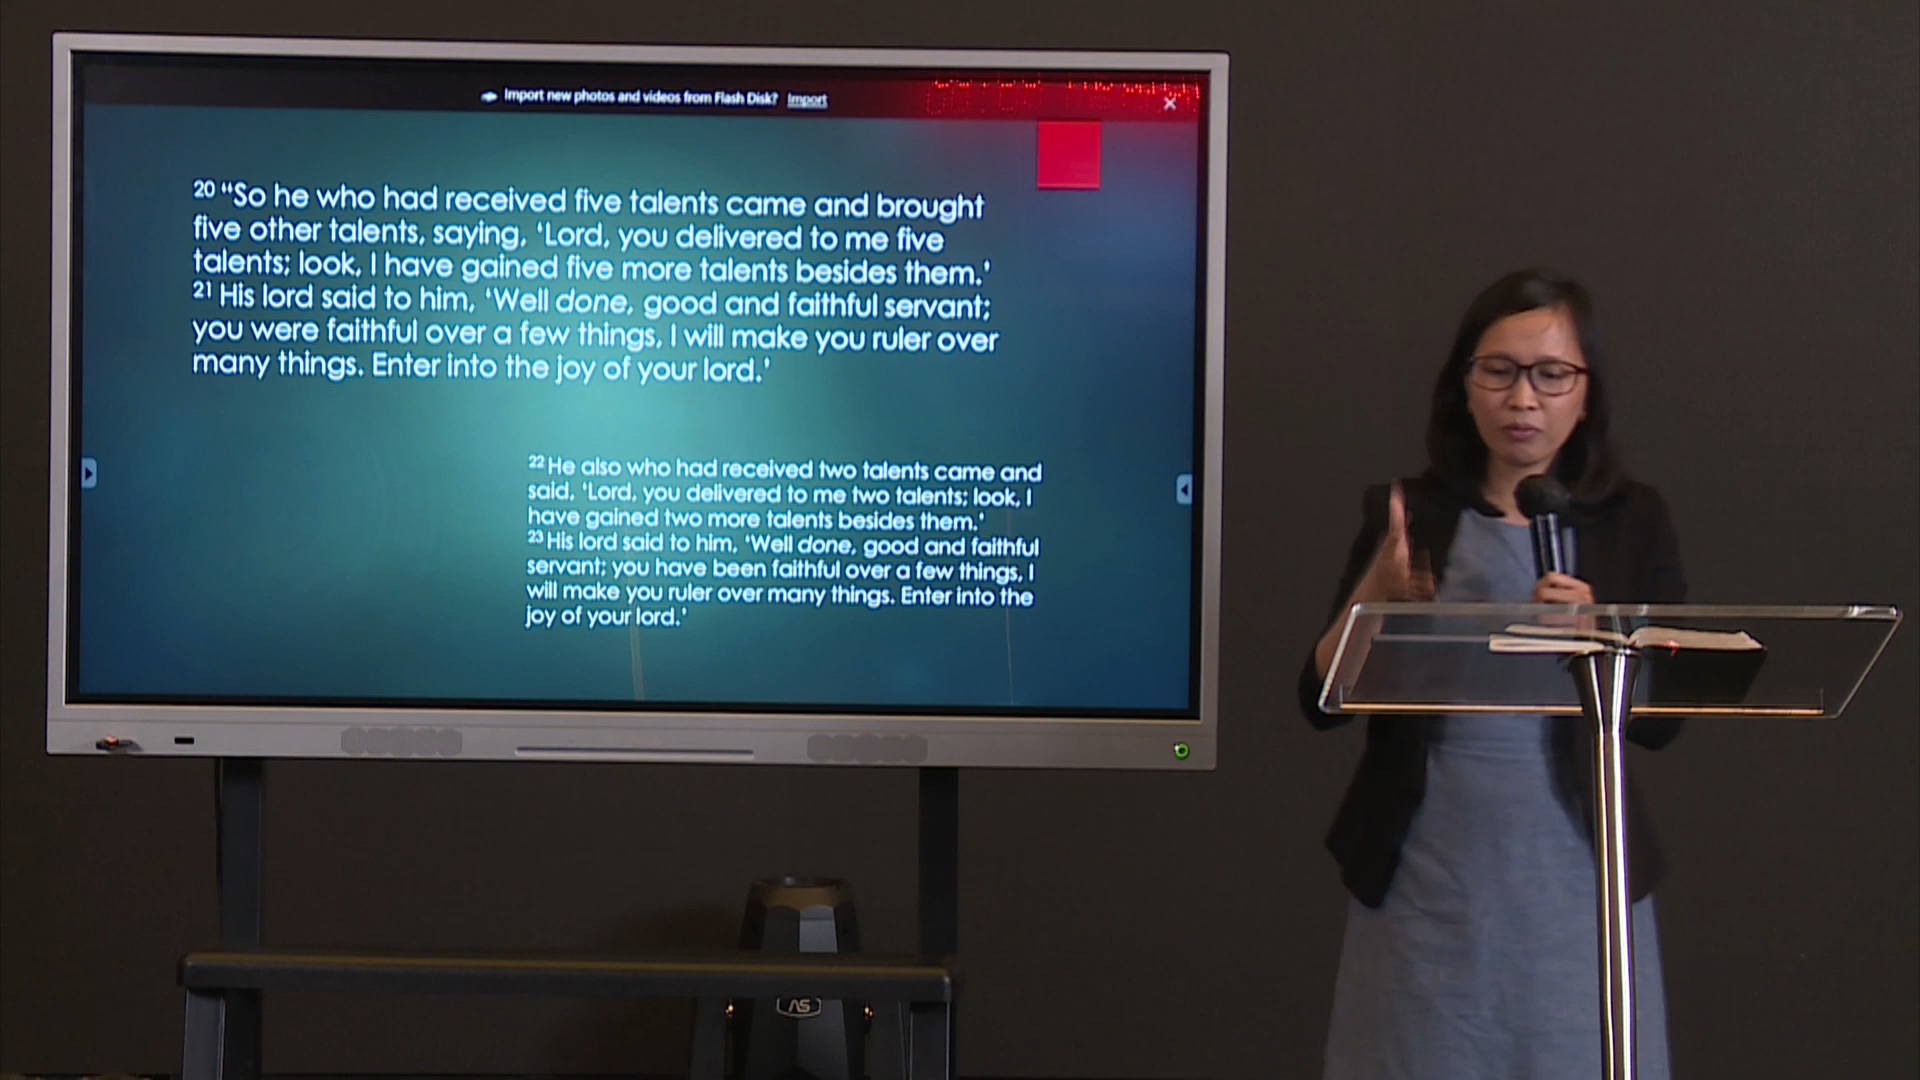 Import new photos and videos from Flash Disk? Import
20 “So he who had received five talents came and brought
five other talents, saying, ‘Lord, you delivered to me five
talents; look, I have gained five more talents besides them.’
21 His lord said to him, ‘Well done, good and faithful servant;
you were faithful over a few things, I will make you ruler over
many things. Enter into the joy of your lord.’
22 He also who had received two talents came and
said, ‘Lord, you delivered to me two talents; look, I
have gained two more talents besides them.’
23 His lord said to him, ‘Well done, good and faithful
servant; you have been faithful over a few things, I
will make you ruler over many things. Enter into the
joy of your lord.’
AS